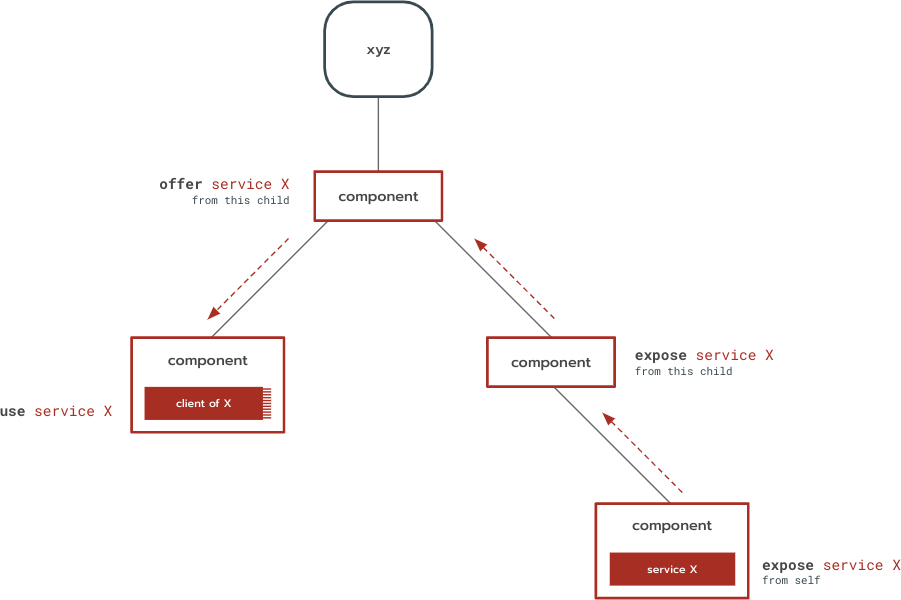 xyz
offer service X
from this child
component
component
client of X
use service X
component
expose service X
from this child
component
service X
expose service X
from self